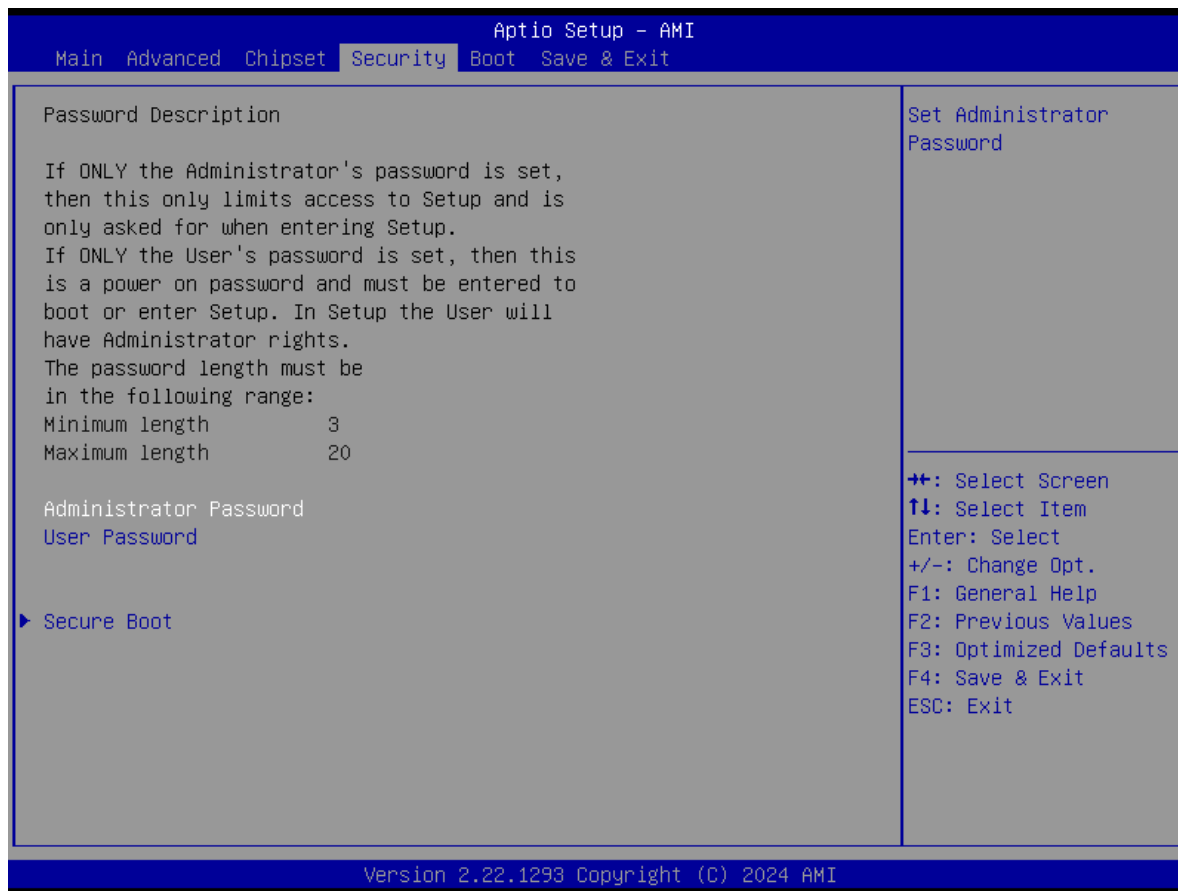 Aptio Setup – AMI
Main Advanced Chipset Security Boot Save & Exit
Password Description
If ONLY the Administrator's password is set,
then this only limits access to Setup and is
only asked for when entering Setup.
If ONLY the User's password is set, then this
is a power on password and must be entered to
boot or enter Setup. In Setup the User will
have Administrator rights.
The password length must be
in the following range:
Minimum length 3
Maximum length 20
Administrator Password
User Password
Secure Boot
Set Administrator
Password
→←: Select Screen
↑↓: Select Item
Enter: Select
+/-: Change Opt.
F1: General Help
F2: Previous Values
F3: Optimized Defaults
F4: Save & Exit
ESC: Exit
Version 2.22.1293 Copyright (C) 2024 AMI